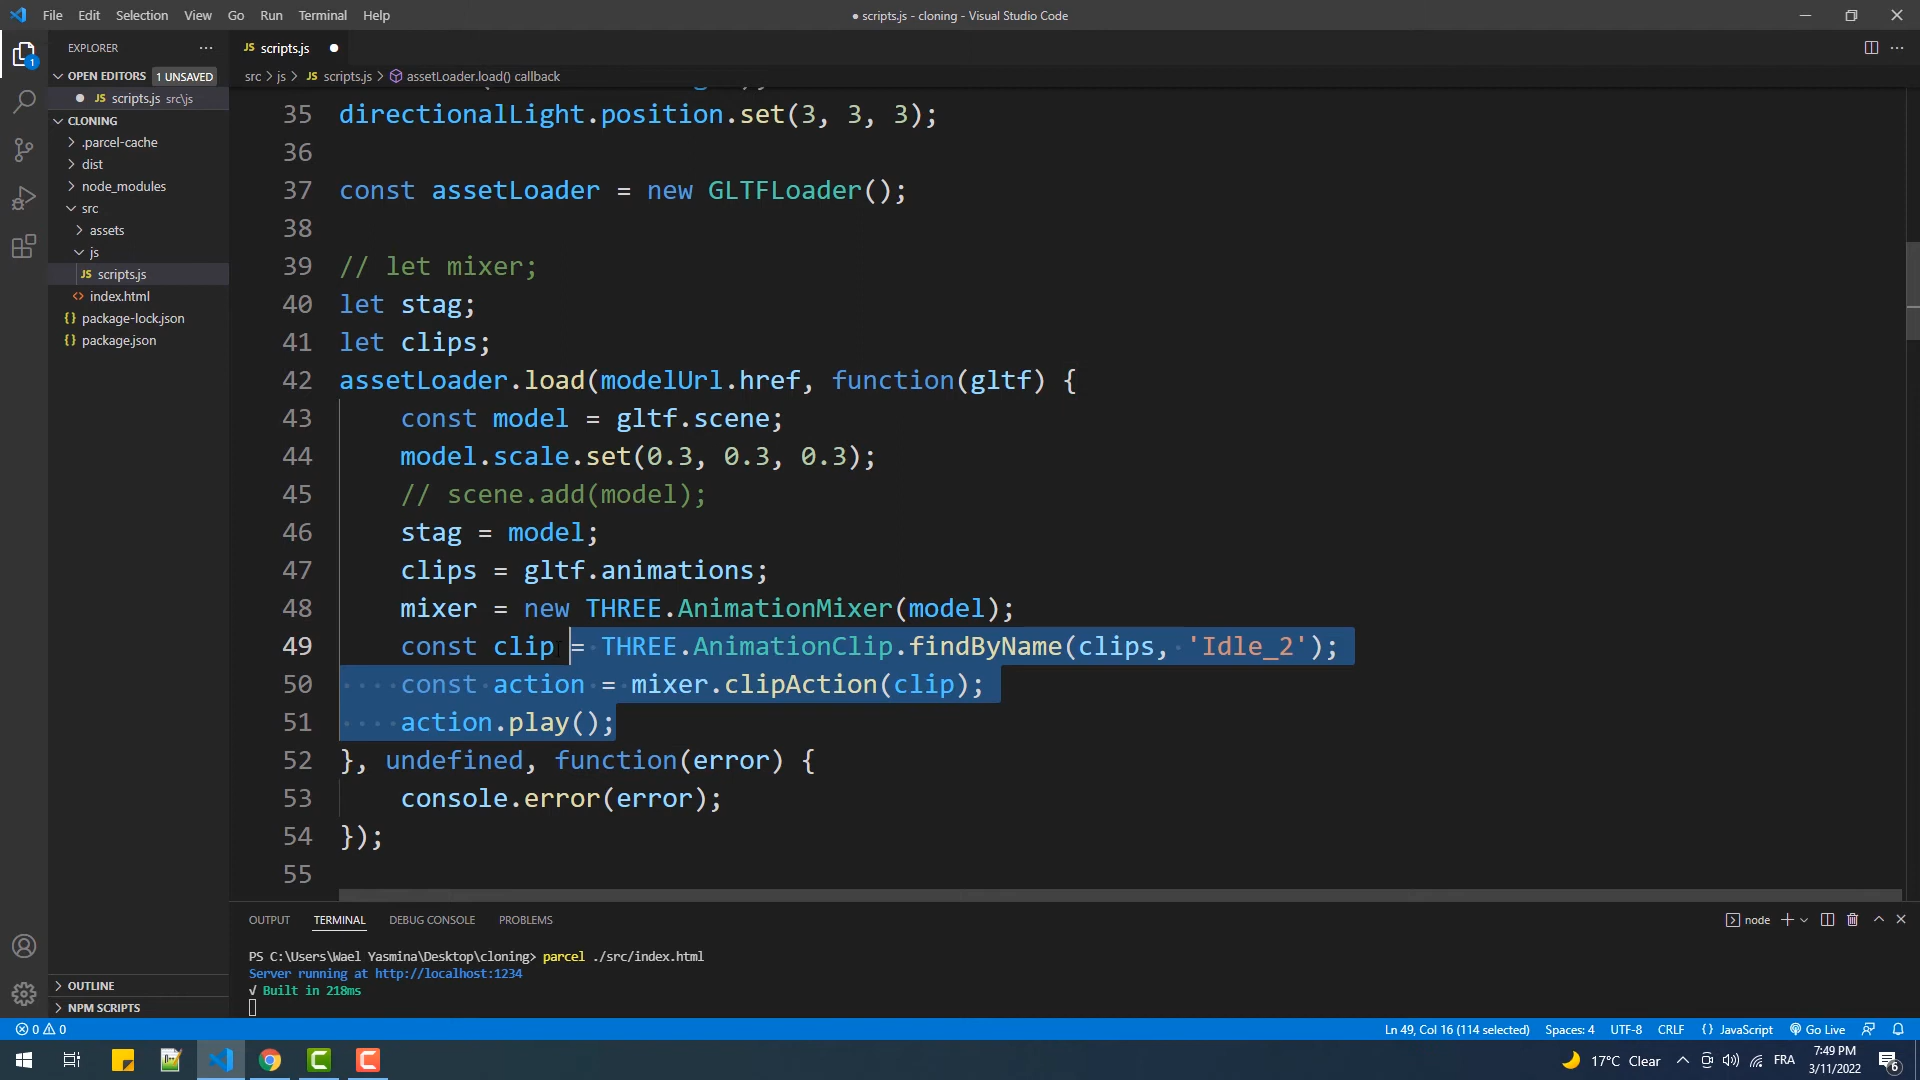 File Edit Selection View Go Run Terminal Help
● scripts.js - cloning - Visual Studio Code
EXPLORER
OPEN EDITORS 1 UNSAVED
JS scripts.js src\js
CLONING
.parcel-cache
dist
node_modules
src
assets
js
JS scripts.js
<> index.html
{} package-lock.json
{} package.json
OUTLINE
NPM SCRIPTS
JS scripts.js ●
src > js > JS scripts.js > assetLoader.load() callback
35 directionalLight.position.set(3, 3, 3);
36
37 const assetLoader = new GLTFLoader();
38
39 // let mixer;
40 let stag;
41 let clips;
42 assetLoader.load(modelUrl.href, function(gltf) {
43 const model = gltf.scene;
44 model.scale.set(0.3, 0.3, 0.3);
45 // scene.add(model);
46 stag = model;
47 clips = gltf.animations;
48 mixer = new THREE.AnimationMixer(model);
49 const clip = THREE.AnimationClip.findByName(clips, 'Idle_2');
50 const action = mixer.clipAction(clip);
51 action.play();
52 }, undefined, function(error) {
53 console.error(error);
54 });
55
OUTPUT TERMINAL DEBUG CONSOLE PROBLEMS
node
PS C:\Users\Wael Yasmina\Desktop\cloning> parcel ./src/index.html
Server running at http://localhost:1234
√ Built in 218ms
0 0
Ln 49, Col 16 (114 selected) Spaces: 4 UTF-8 CRLF {} JavaScript Go Live
17°C Clear FRA 7:49 PM
3/11/2022
6
1